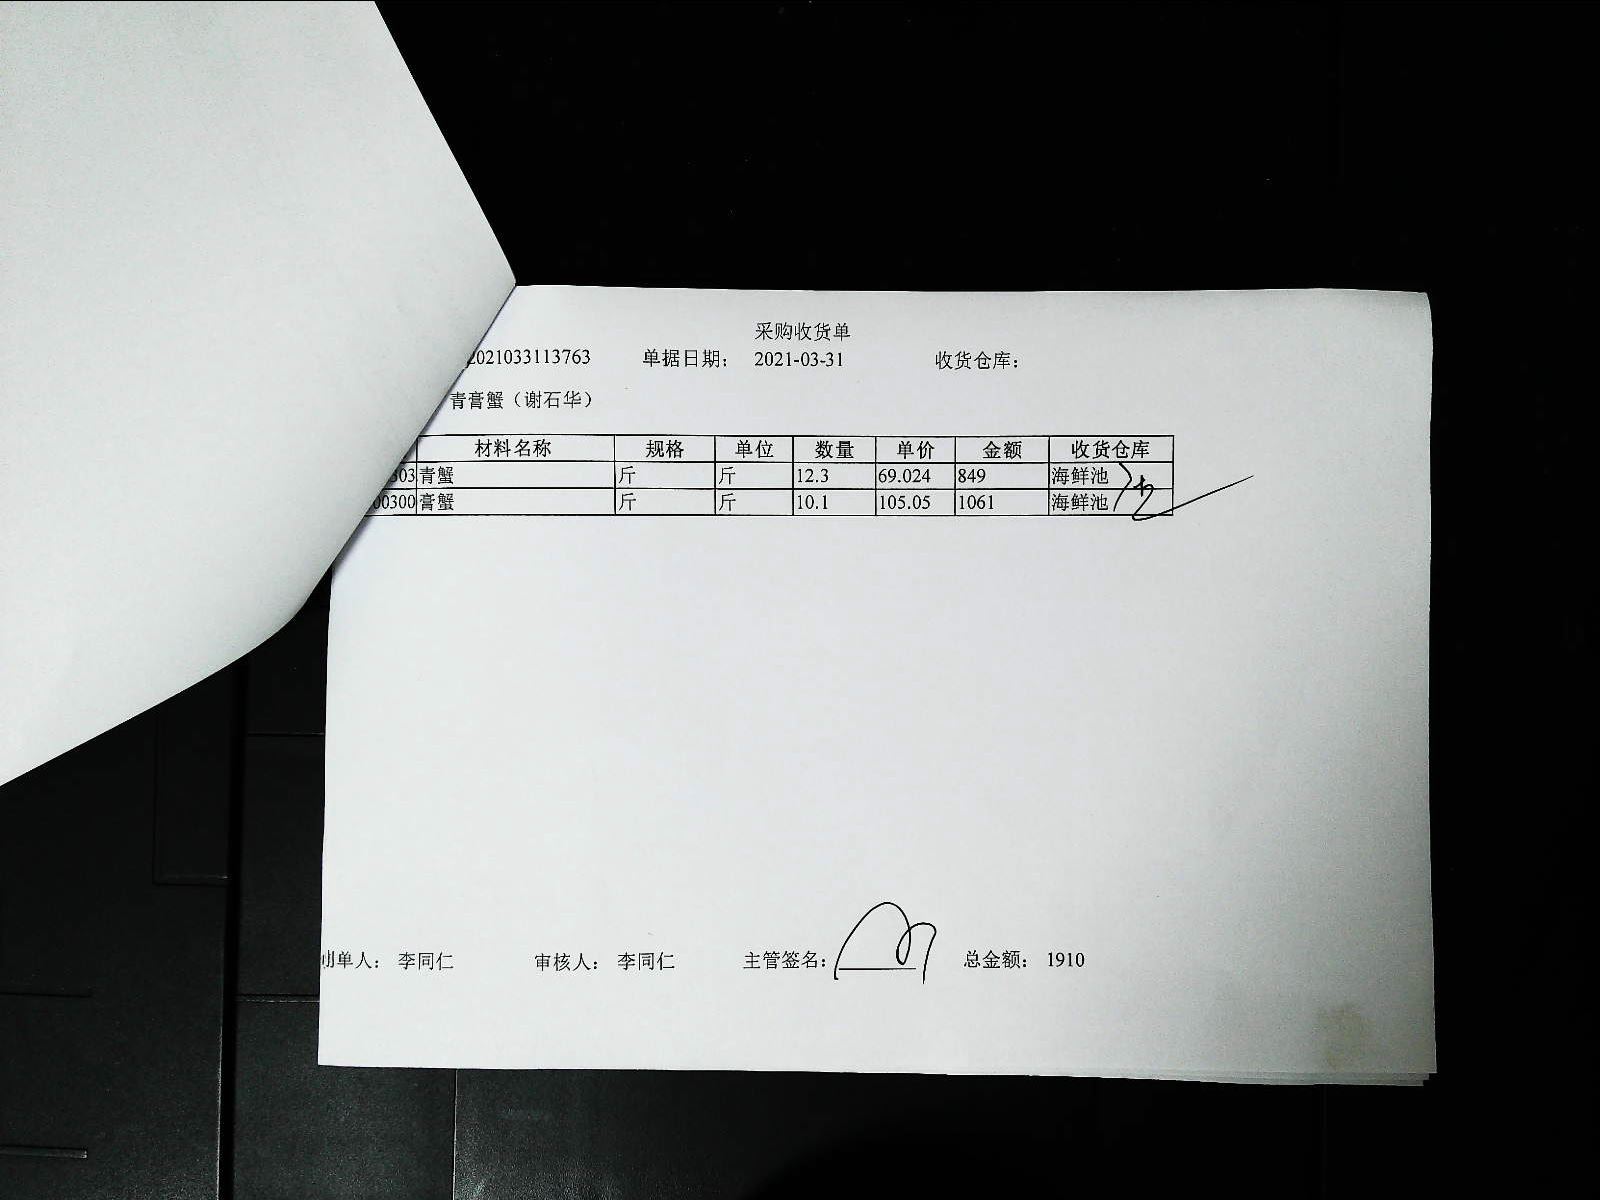 采购收货单
2021033113763 单据日期： 2021-03-31 收货仓库：
青膏蟹（谢石华）
材料名称 规格 单位 数量 单价 金额 收货仓库
303 青蟹 斤 斤 12.3 69.024 849 海鲜池
00300 膏蟹 斤 斤 10.1 105.05 1061 海鲜池
制单人： 李同仁 审核人： 李同仁 主管签名： 总金额： 1910